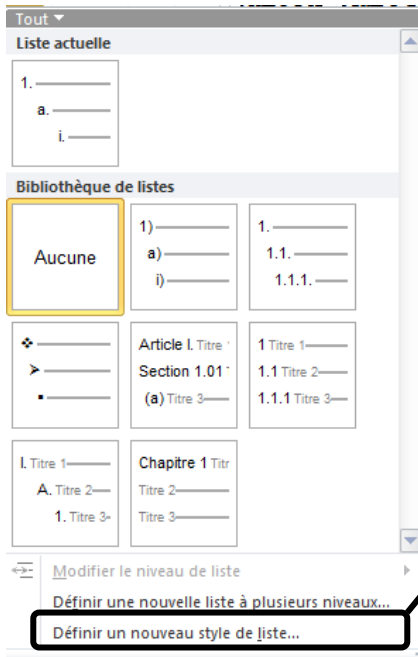 Tout
Liste actuelle
1.
a.
i.
Bibliothèque de listes
Aucune
1)
a)
i)
1.
1.1.
1.1.1.
Article I. Titre
Section 1.01
(a) Titre 3
1 Titre 1
1.1 Titre 2
1.1.1 Titre 3
I. Titre 1
A. Titre 2
1. Titre 3
Chapitre 1 Titr
Titre 2
Titre 3
Modifier le niveau de liste
Définir une nouvelle liste à plusieurs niveaux...
Définir un nouveau style de liste...